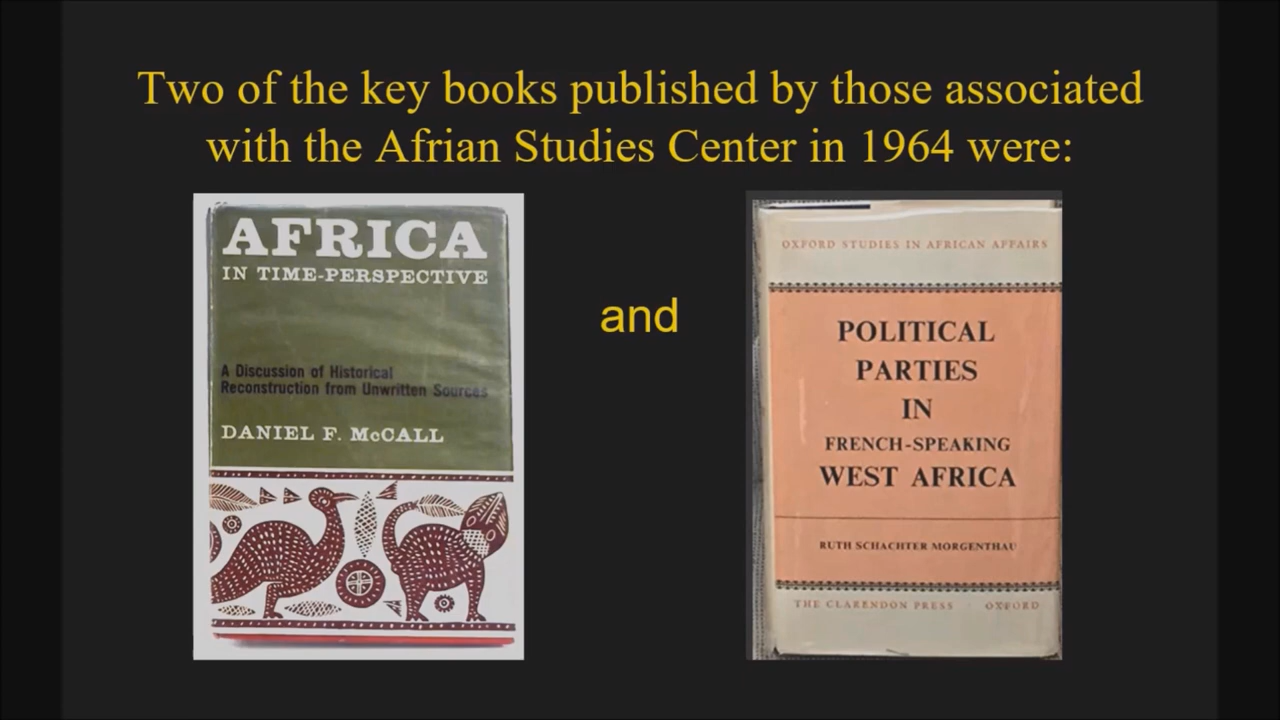 Two of the key books published by those associated
with the Afrian Studies Center in 1964 were:
AFRICA
IN TIME-PERSPECTIVE
A Discussion of Historical
Reconstruction from Unwritten Sources
DANIEL F. McCALL
and
OXFORD STUDIES IN AFRICAN AFFAIRS
POLITICAL
PARTIES
IN
FRENCH-SPEAKING
WEST AFRICA
RUTH SCHACHTER MORGENTHAU
THE CLARENDON PRESS · OXFORD